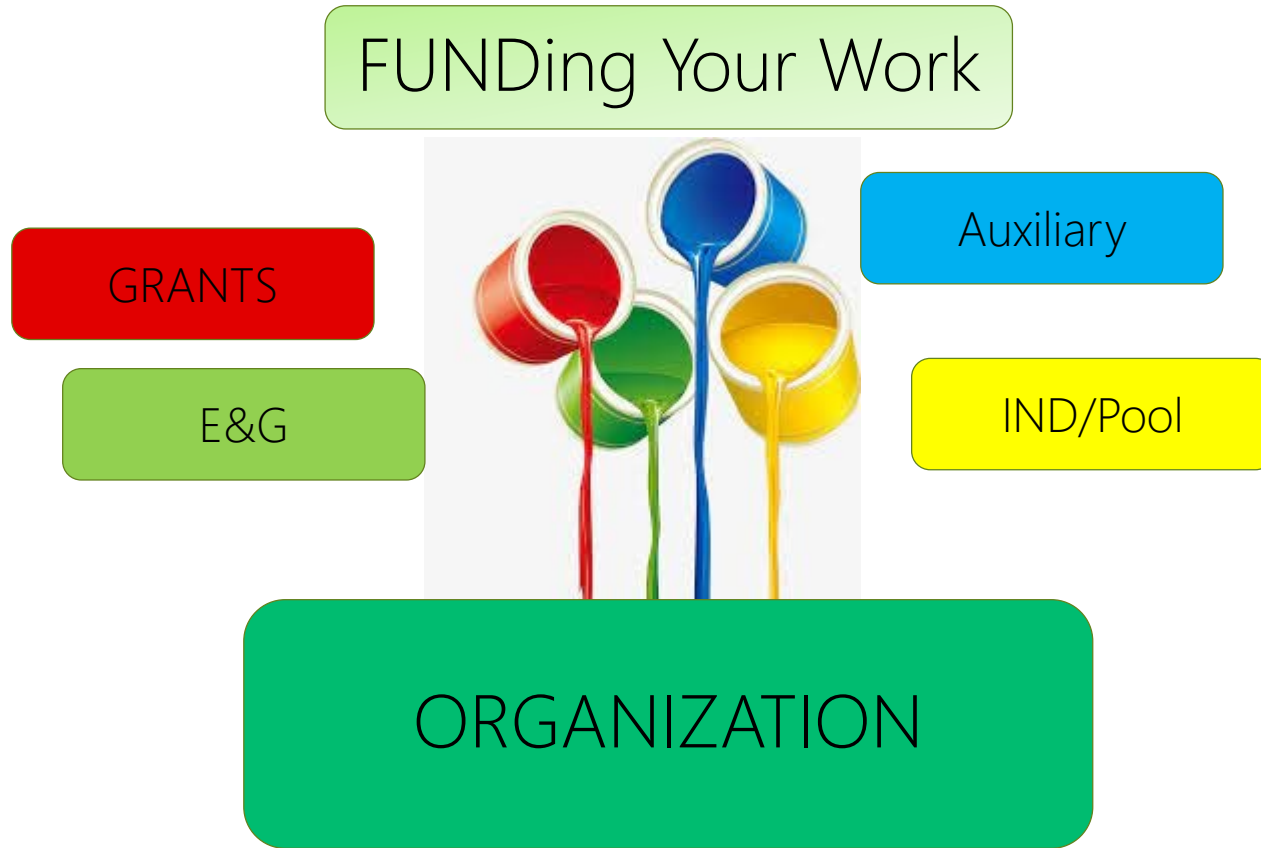 FUNDing Your Work
Auxiliary
GRANTS
IND/Pool
E&G
ORGANIZATION